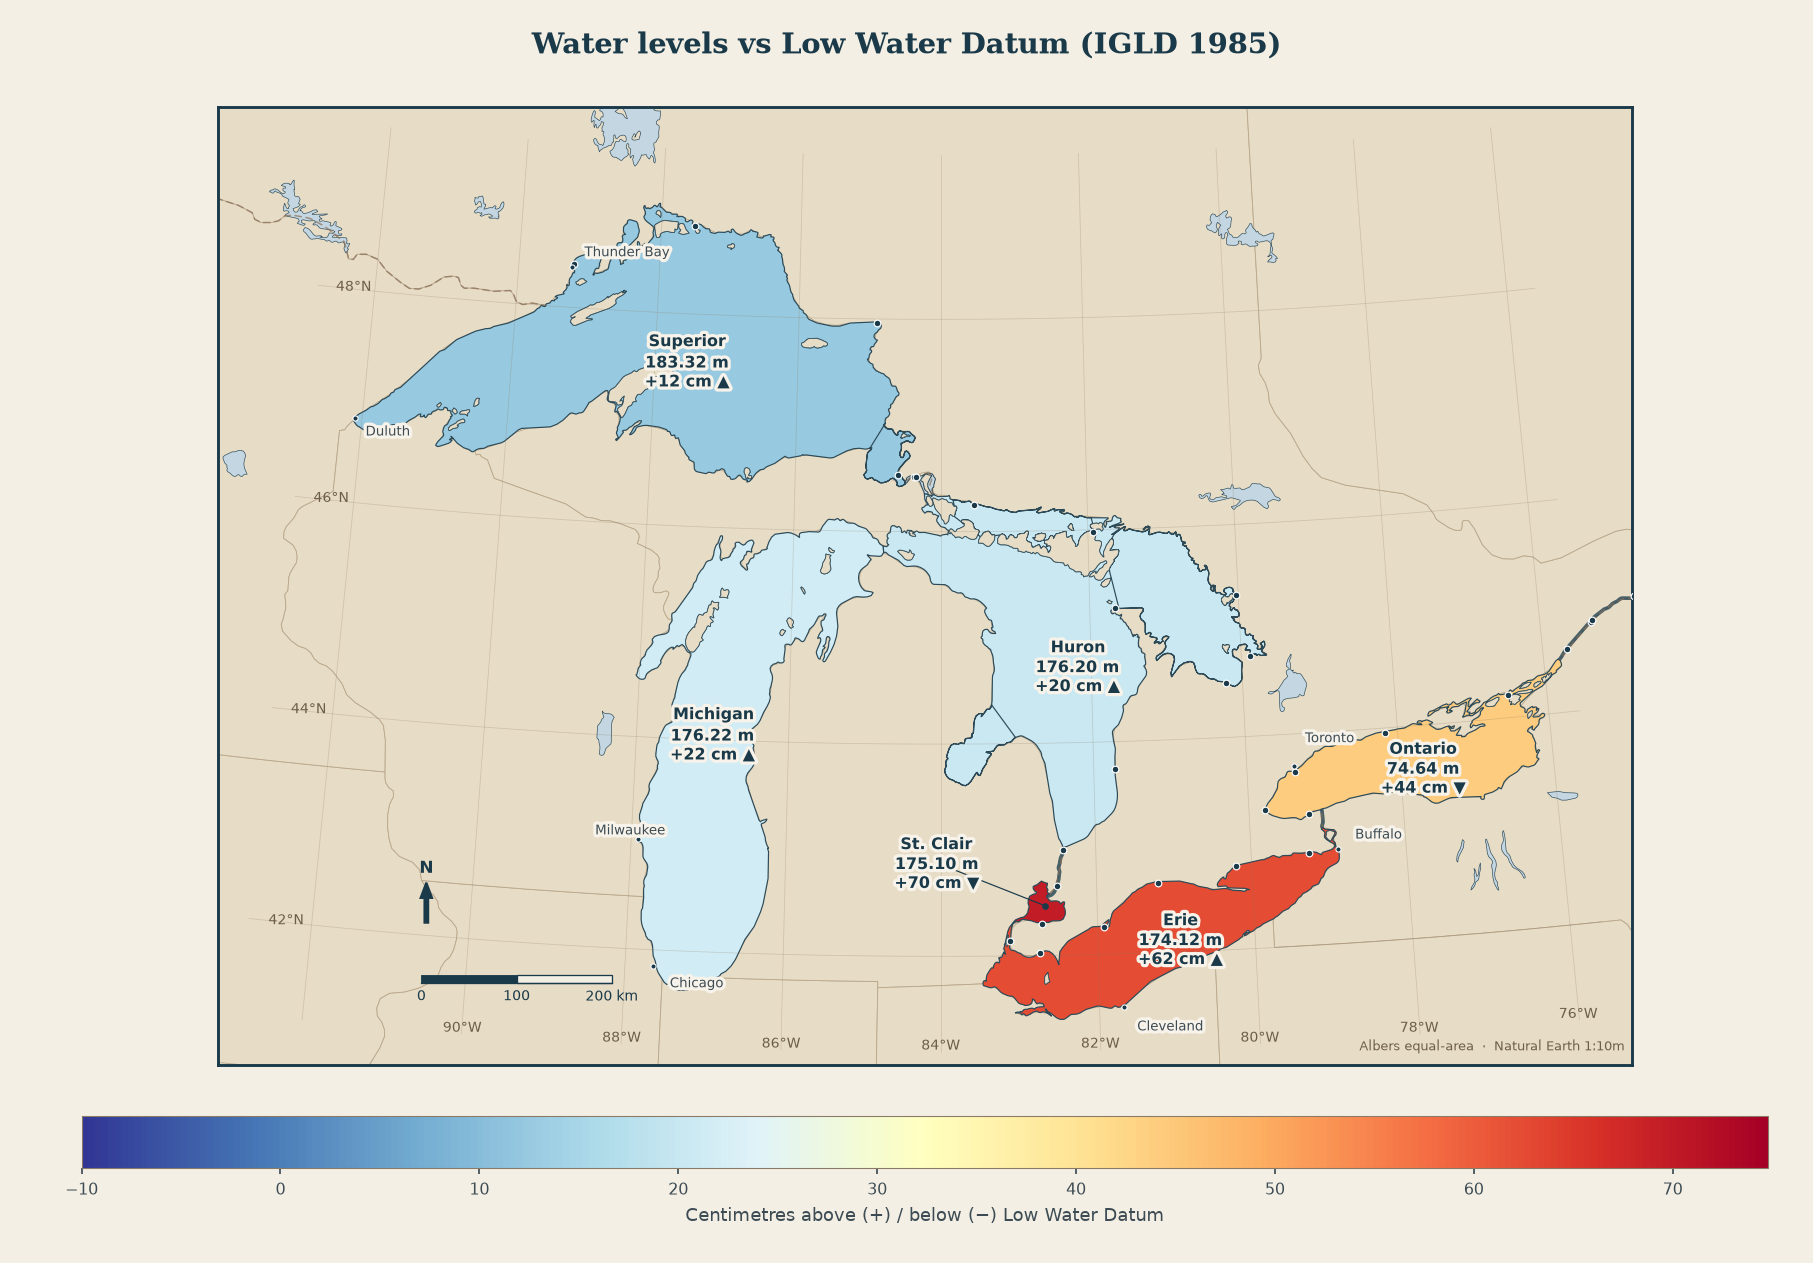 Water levels vs Low Water Datum (IGLD 1985)
Thunder Bay
48°N
Superior
183.32 m
+12 cm ▲
Duluth
46°N
Huron
176.20 m
+20 cm ▲
44°N
Michigan
176.22 m
+22 cm ▲
Toronto
Ontario
74.64 m
+44 cm ▼
Milwaukee
Buffalo
St. Clair
175.10 m
+70 cm ▼
N
42°N
Erie
174.12 m
+62 cm ▲
Chicago
0 100 200 km
Cleveland
90°W 88°W 86°W 84°W 82°W 80°W 78°W 76°W
Albers equal-area · Natural Earth 1:10m
−10 0 10 20 30 40 50 60 70
Centimetres above (+) / below (−) Low Water Datum